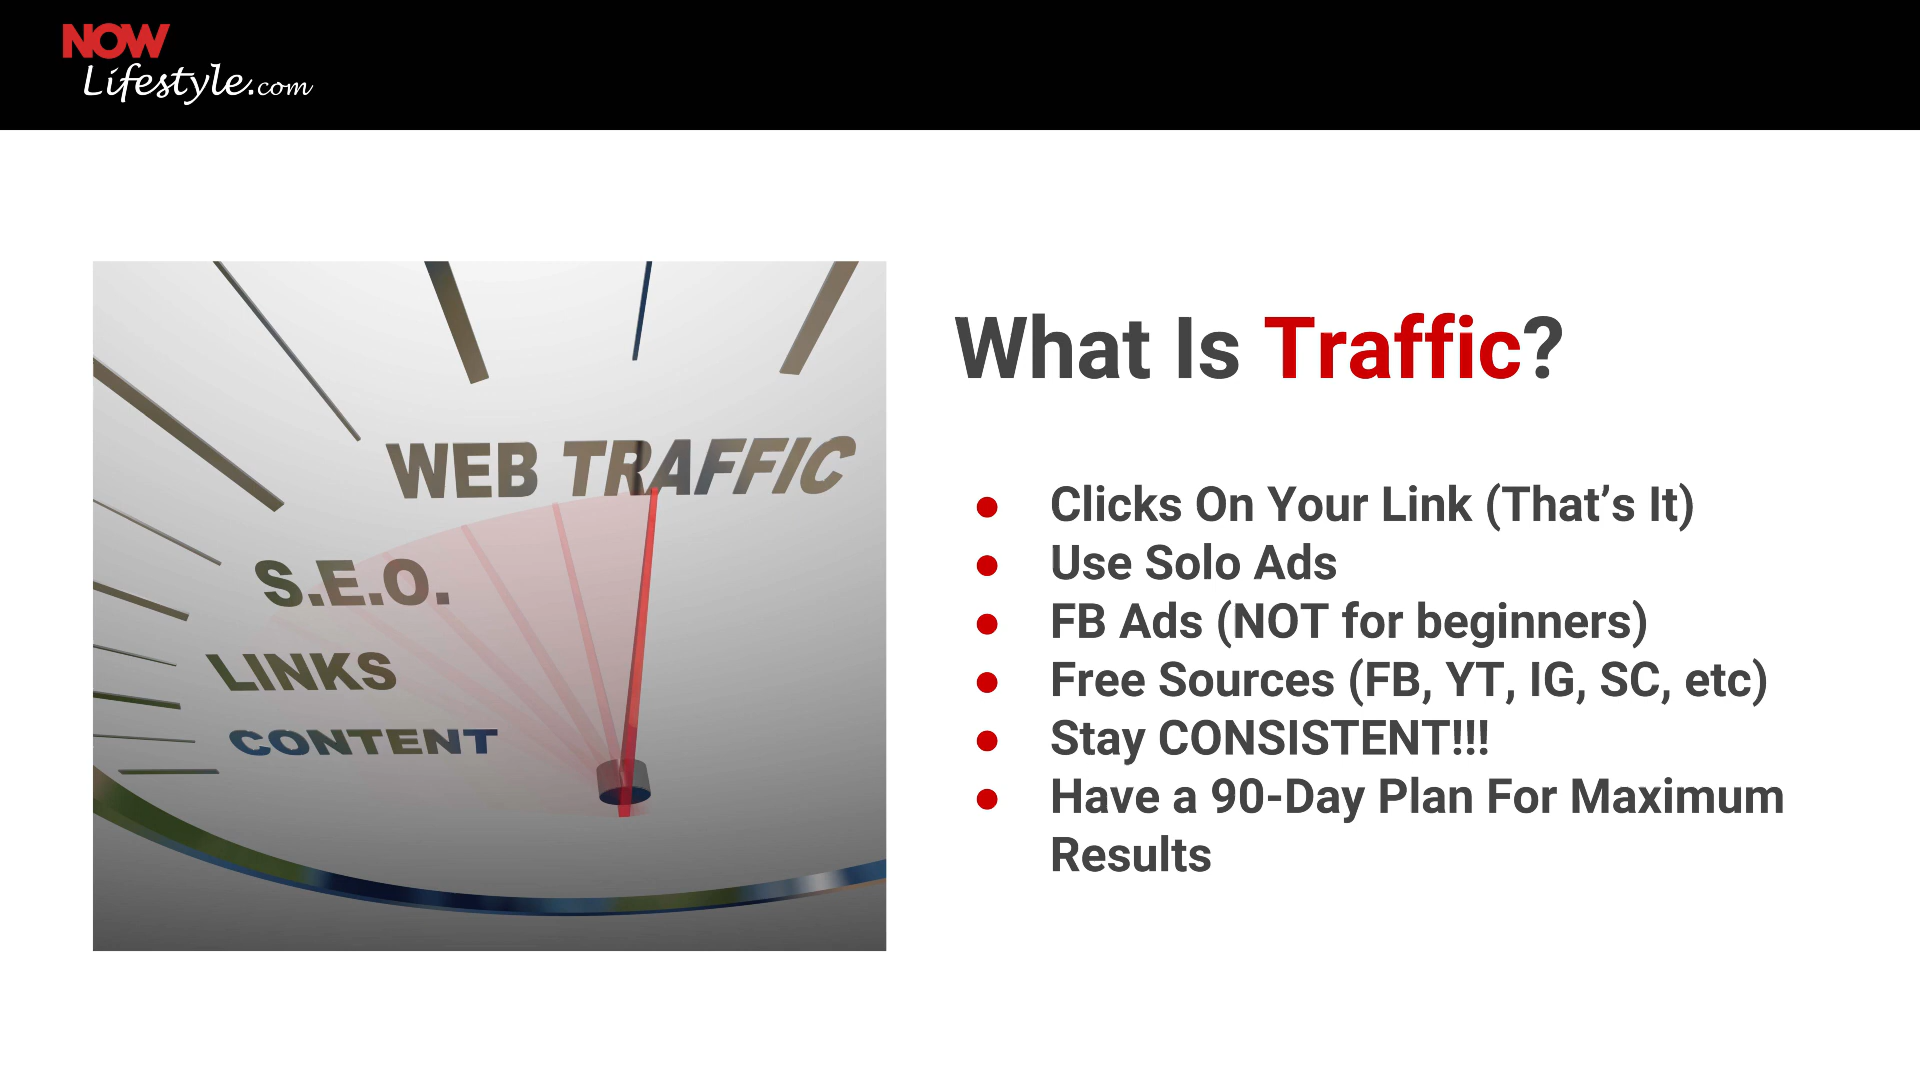 NOW
Lifestyle.com
What Is Traffic?
WEB TRAFFIC
S.E.O.
LINKS
CONTENT
● Clicks On Your Link (That’s It)
● Use Solo Ads
● FB Ads (NOT for beginners)
● Free Sources (FB, YT, IG, SC, etc)
● Stay CONSISTENT!!!
● Have a 90-Day Plan For Maximum
Results